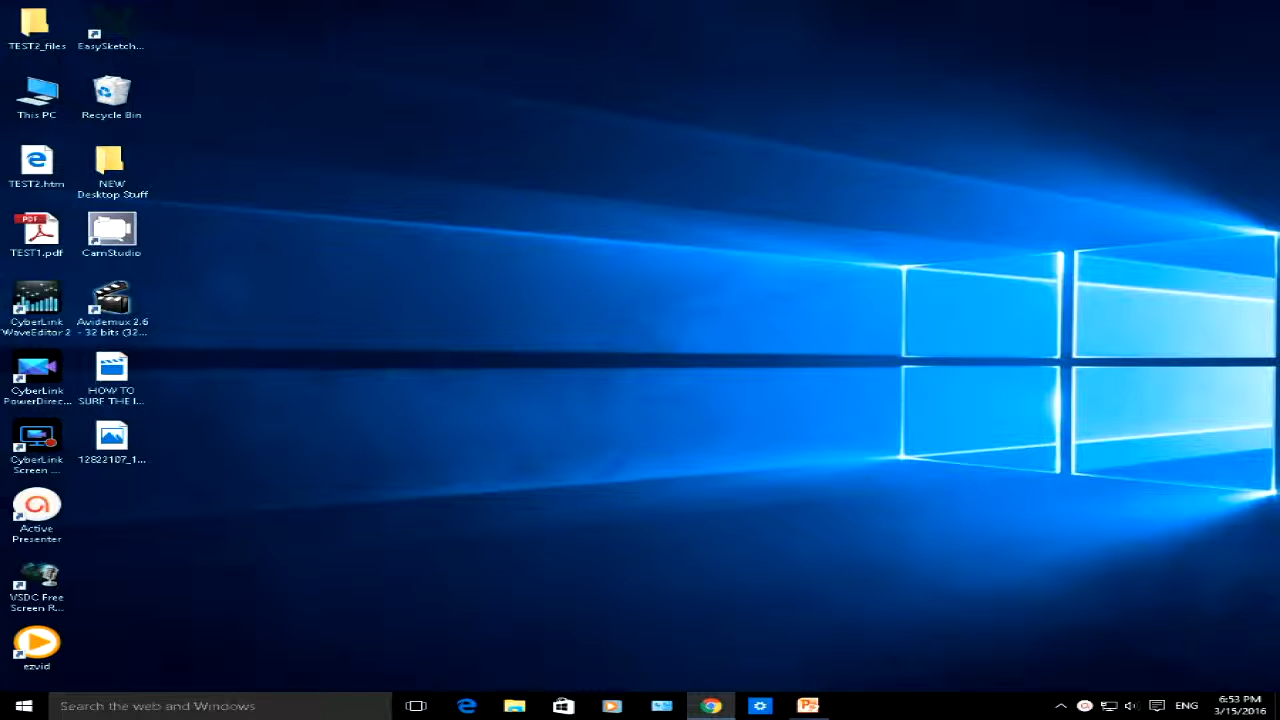 TEST2_files
EasySketch...
This PC
Recycle Bin
TEST2.htm
NEW
Desktop Stuff
PDF
TEST1.pdf
CamStudio
CyberLink
WaveEditor 2
Avidemux 2.6
- 32 bits (32...
CyberLink
PowerDirec...
HOW TO
SURF THE I...
CyberLink
Screen ...
12822107_1...
Active
Presenter
VSDC Free
Screen R...
ezvid
Search the web and Windows
ENG
6:53 PM
3/15/2016